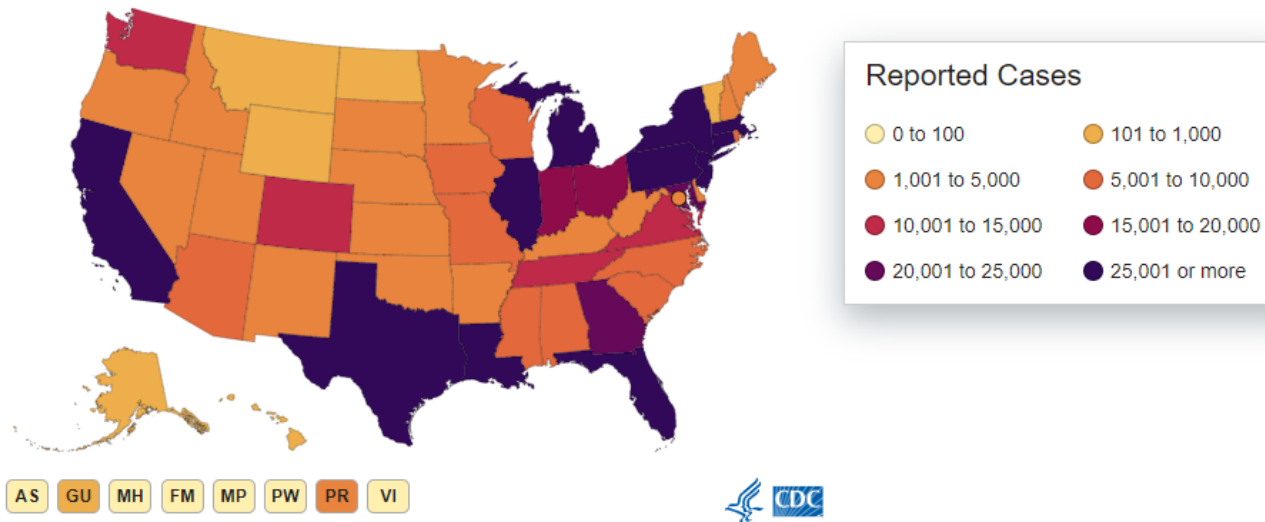 Reported Cases
0 to 100
101 to 1,000
1,001 to 5,000
5,001 to 10,000
10,001 to 15,000
15,001 to 20,000
20,001 to 25,000
25,001 or more
AS GU MH FM MP PW PR VI
CDC